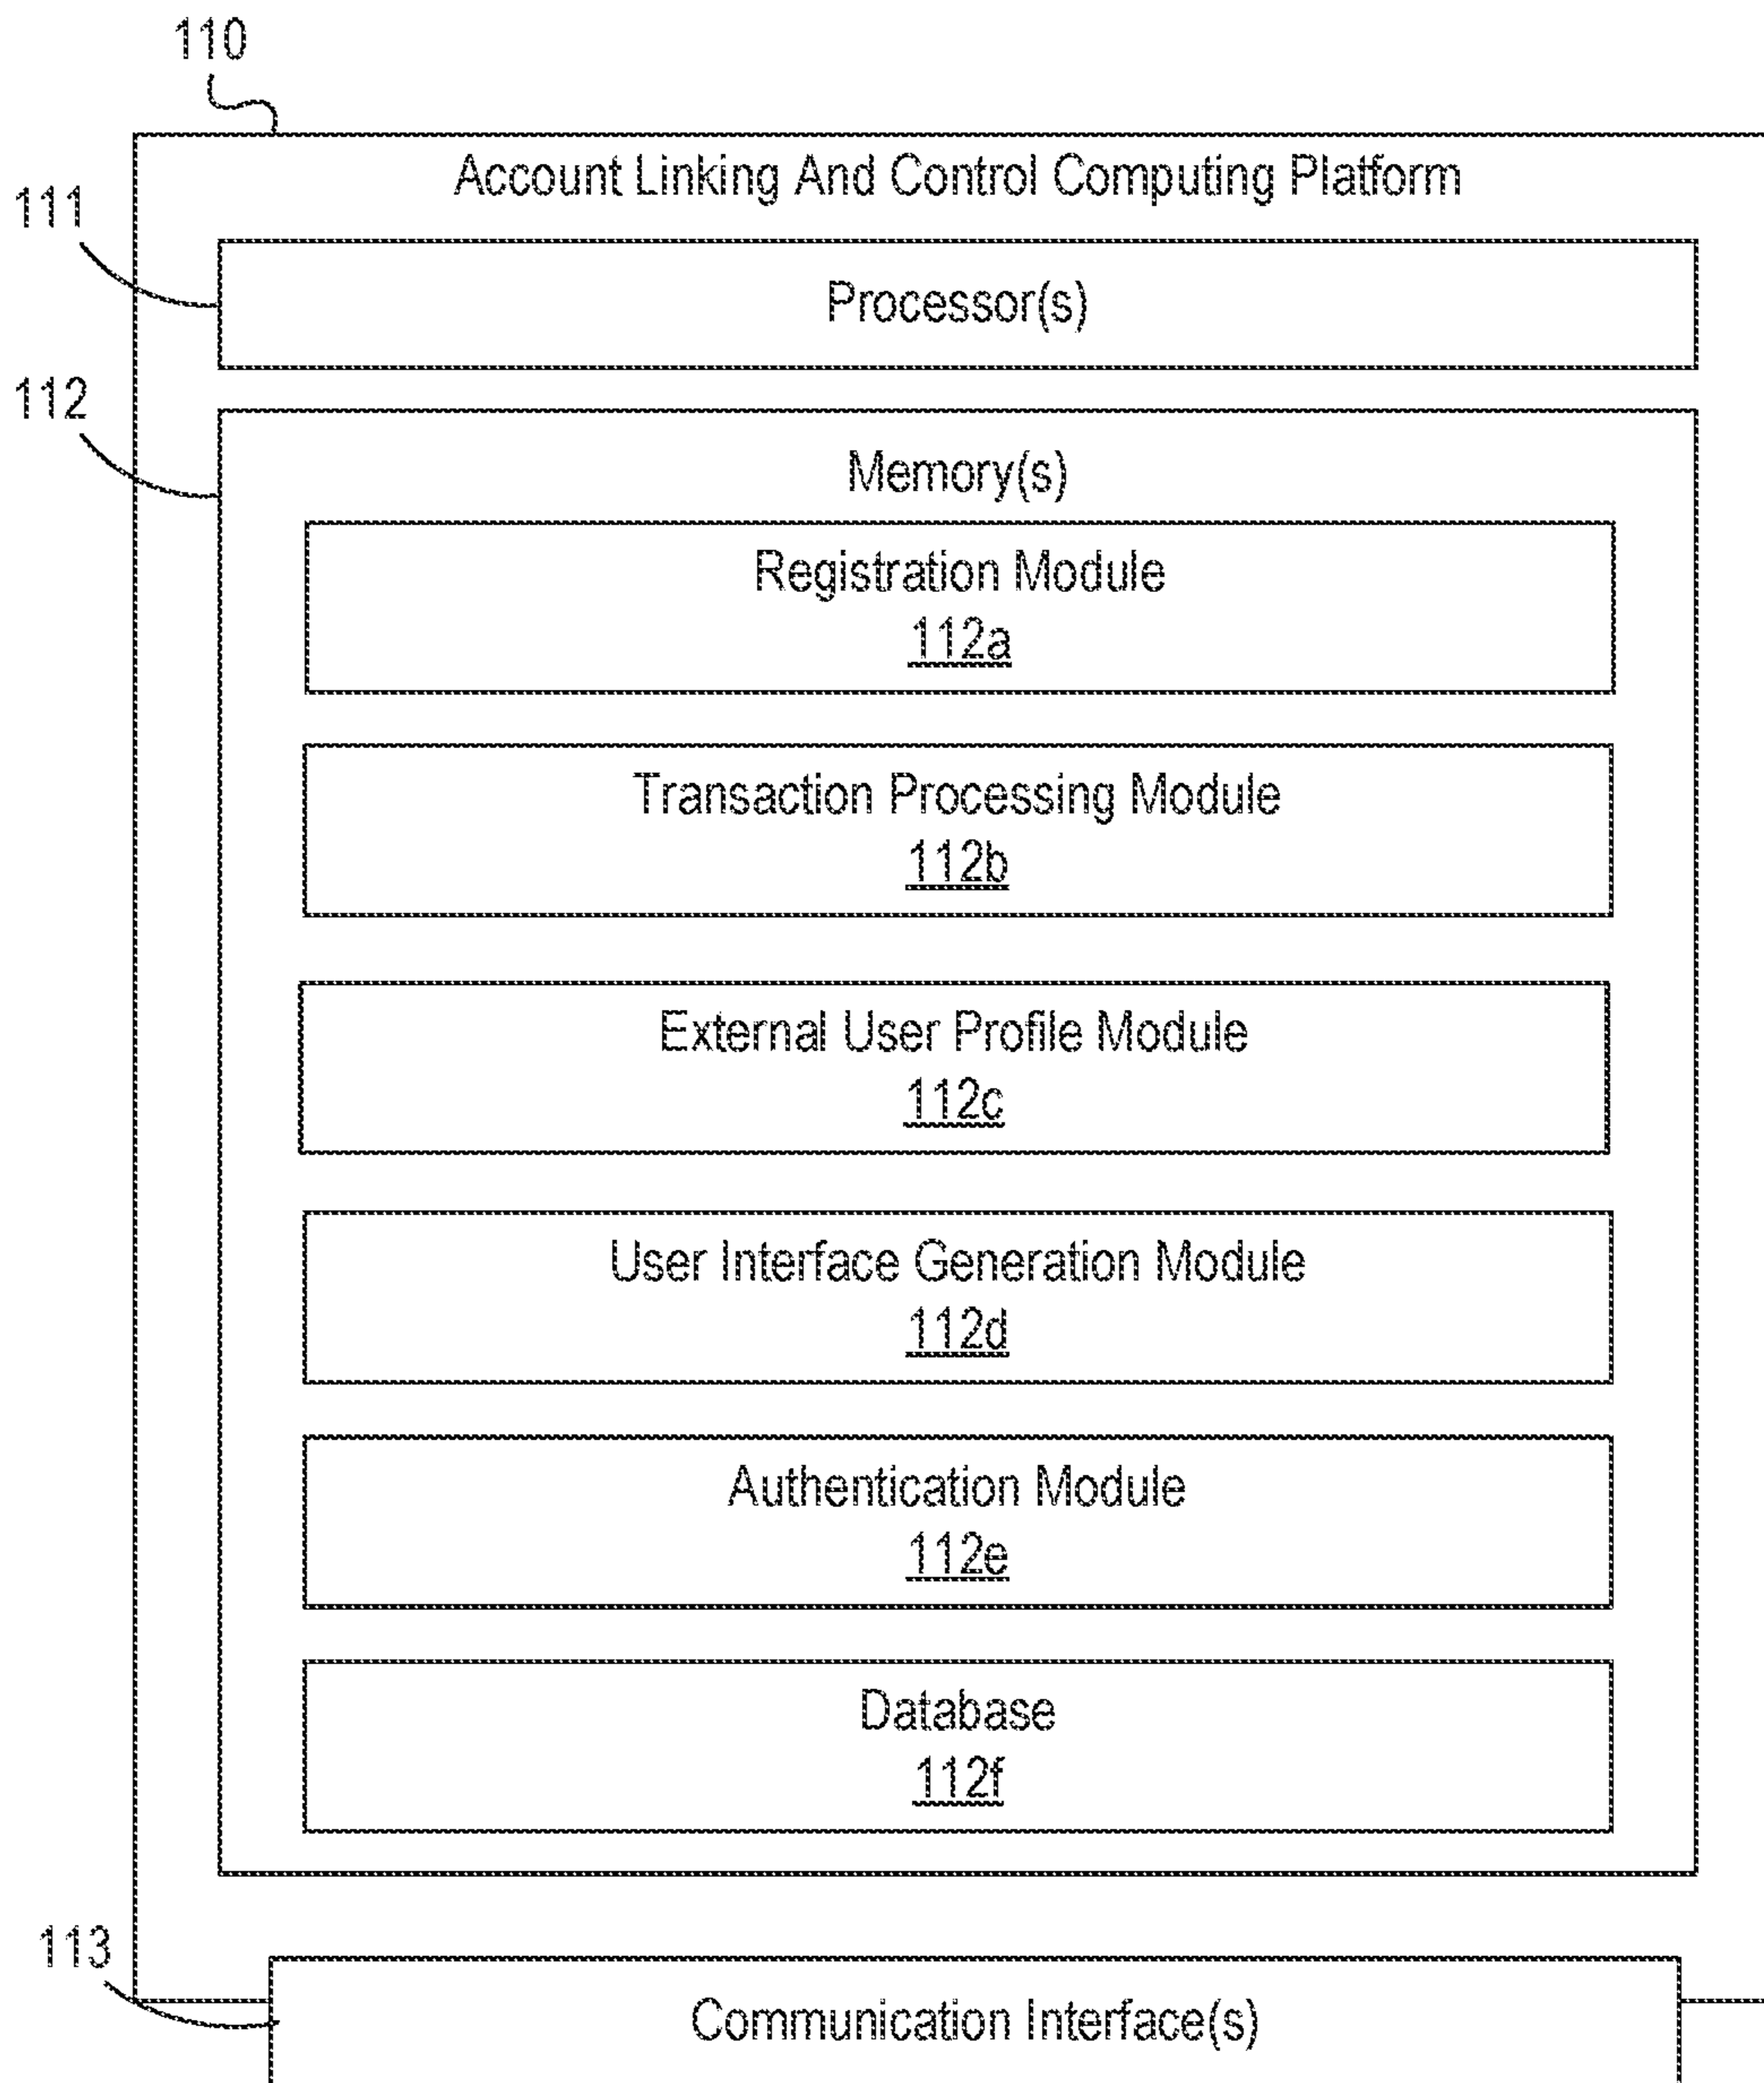 110
Account Linking And Control Computing Platform
111
Processor(s)
112
Memory(s)
Registration Module
112a
Transaction Processing Module
112b
External User Profile Module
112c
User Interface Generation Module
112d
Authentication Module
112e
Database
112f
113
Communication Interface(s)